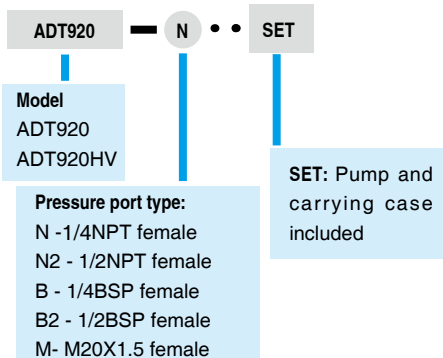 ADT920 — N • • SET
Model
ADT920
ADT920HV
SET: Pump and
carrying case
included
Pressure port type:
N -1/4NPT female
N2 - 1/2NPT female
B - 1/4BSP female
B2 - 1/2BSP female
M- M20X1.5 female